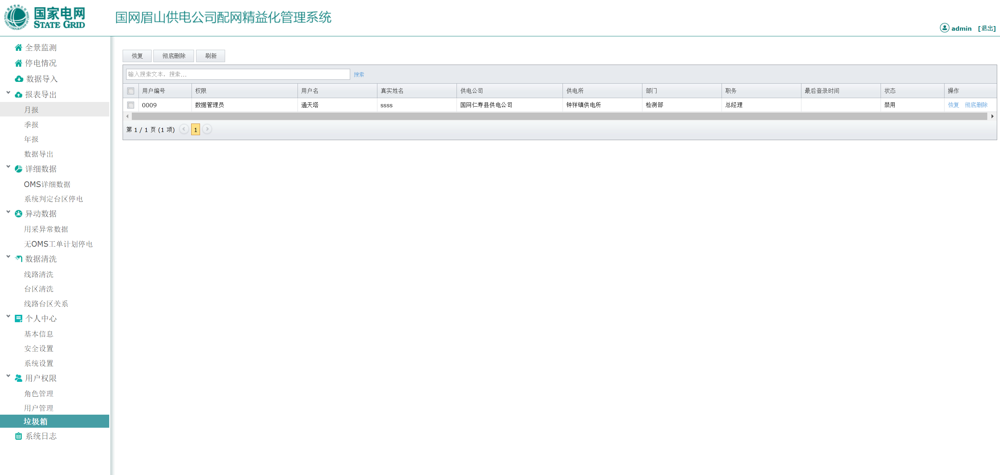 国家电网
STATE GRID
STATE GRID CORPORATION OF CHINA
国网眉山供电公司配网精益化管理系统
admin [退出]
全景监测
停电情况
数据导入
报表导出
月报
季报
年报
数据导出
详细数据
OMS详细数据
系统判定台区停电
异动数据
用采异常数据
无OMS工单计划停电
数据清洗
线路清洗
台区清洗
线路台区关系
个人中心
基本信息
安全设置
系统设置
用户权限
角色管理
用户管理
垃圾箱
系统日志
恢复 彻底删除 刷新
输入搜索文本，搜索... 搜索
用户编号 权限 用户名 真实姓名 供电公司 供电所 部门 职务 最后登录时间 状态 操作
0009 数据管理员 通天塔 ssss 国网仁寿县供电公司 钟祥镇供电所 检测部 总经理 禁用 恢复 彻底删除
第 1 / 1 页 (1 项) 1